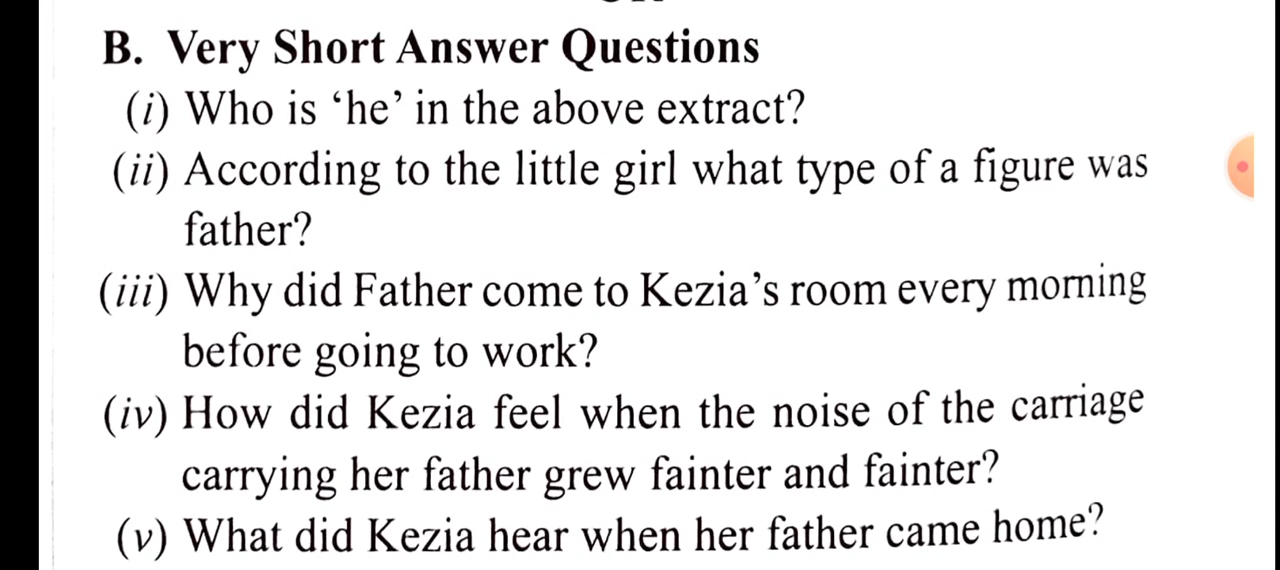 B. Very Short Answer Questions
(i) Who is ‘he’ in the above extract?
(ii) According to the little girl what type of a figure was
father?
(iii) Why did Father come to Kezia’s room every morning
before going to work?
(iv) How did Kezia feel when the noise of the carriage
carrying her father grew fainter and fainter?
(v) What did Kezia hear when her father came home?